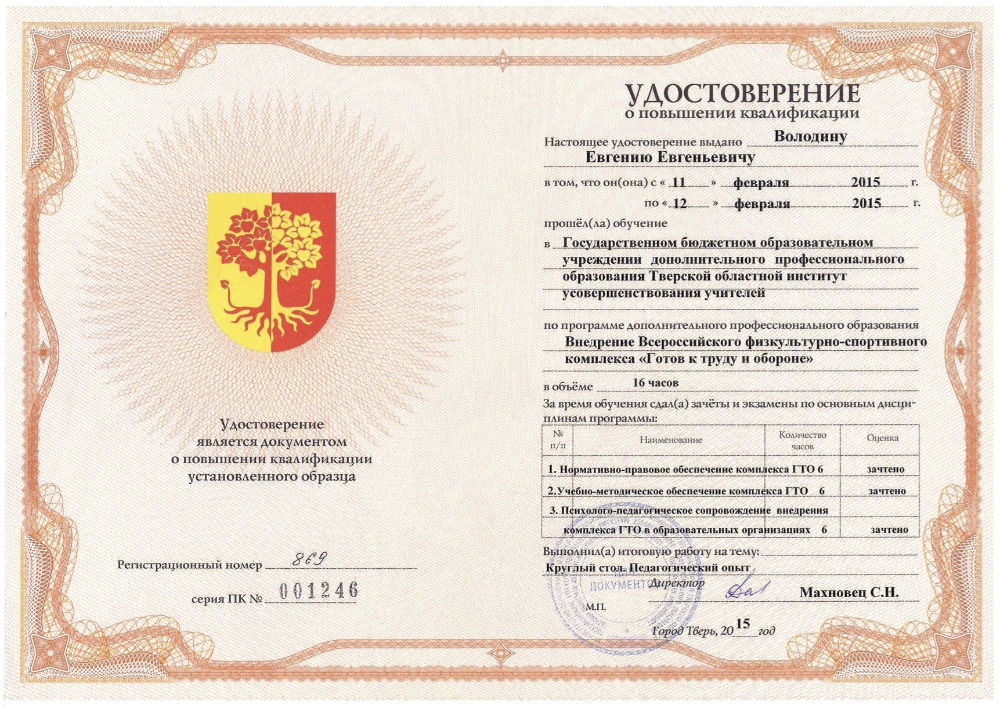 Удостоверение
является документом
о повышении квалификации
установленного образца
Регистрационный номер 869
серия ПК № 001246
УДОСТОВЕРЕНИЕ
о повышении квалификации
Настоящее удостоверение выдано Володину
Евгению Евгеньевичу
в том, что он(она) с « 11 » февраля 2015 г.
по « 12 » февраля 2015 г.
прошёл(ла) обучение
в Государственном бюджетном образовательном
учреждении дополнительного профессионального
образования Тверской областной институт
усовершенствования учителей
по программе дополнительного профессионального образования
Внедрение Всероссийского физкультурно-спортивного
комплекса «Готов к труду и обороне»
в объёме 16 часов
За время обучения сдал(а) зачёты и экзамены по основным дисци-
плинам программы:
№ п/п Наименование Количество часов Оценка
1. Нормативно-правовое обеспечение комплекса ГТО 6 зачтено
2.Учебно-методическое обеспечение комплекса ГТО 6 зачтено
3. Психолого-педагогическое сопровождение внедрения
комплекса ГТО в образовательных организациях 6 зачтено
Выполнил(а) итоговую работу на тему:
Круглый стол. Педагогический опыт
Директор Махновец С.Н.
ДОКУМЕНТОВ
М.П.
Город Тверь, 2015 год